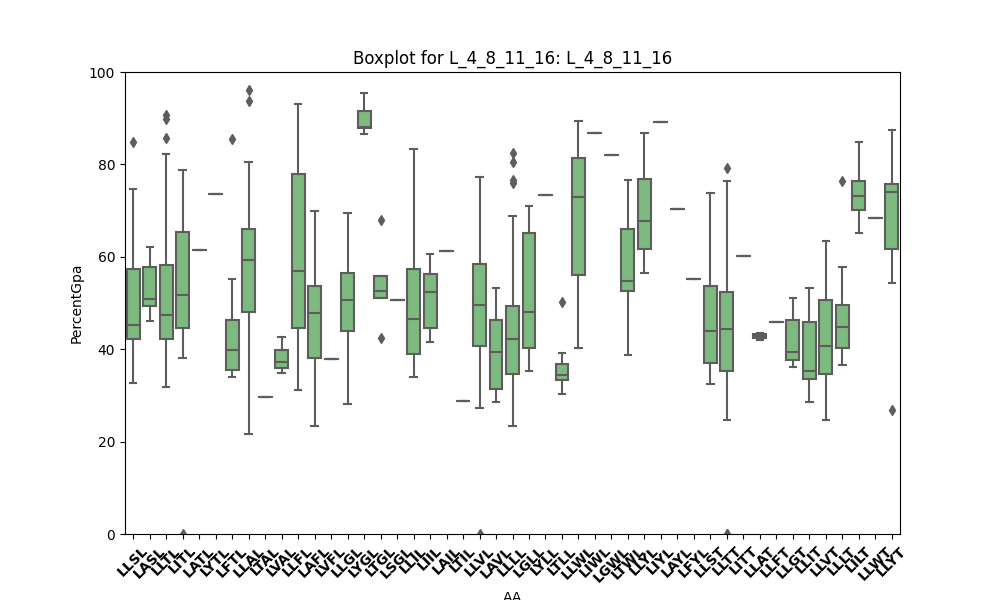 Boxplot for L_4_8_11_16: L_4_8_11_16
PercentGpa
100
80
60
40
20
0
LLSL
LASL
LLTL
LITL
LATL
LYTL
LFTL
LLAL
LTAL
LVAL
LLFL
LAFL
LVFL
LLGL
LYGL
LTGL
LSGL
LLIL
LIIL
LAIL
LTIL
LLVL
LAVL
LLLL
LGLL
LYLL
LTLL
LLWL
LIWL
LGWL
LTWL
LLYL
LIYL
LAYL
LFYL
LLST
LLTT
LITT
LLAT
LLFT
LLGT
LLIT
LLVT
LLLT
LILT
LLWT
LLYT
AA